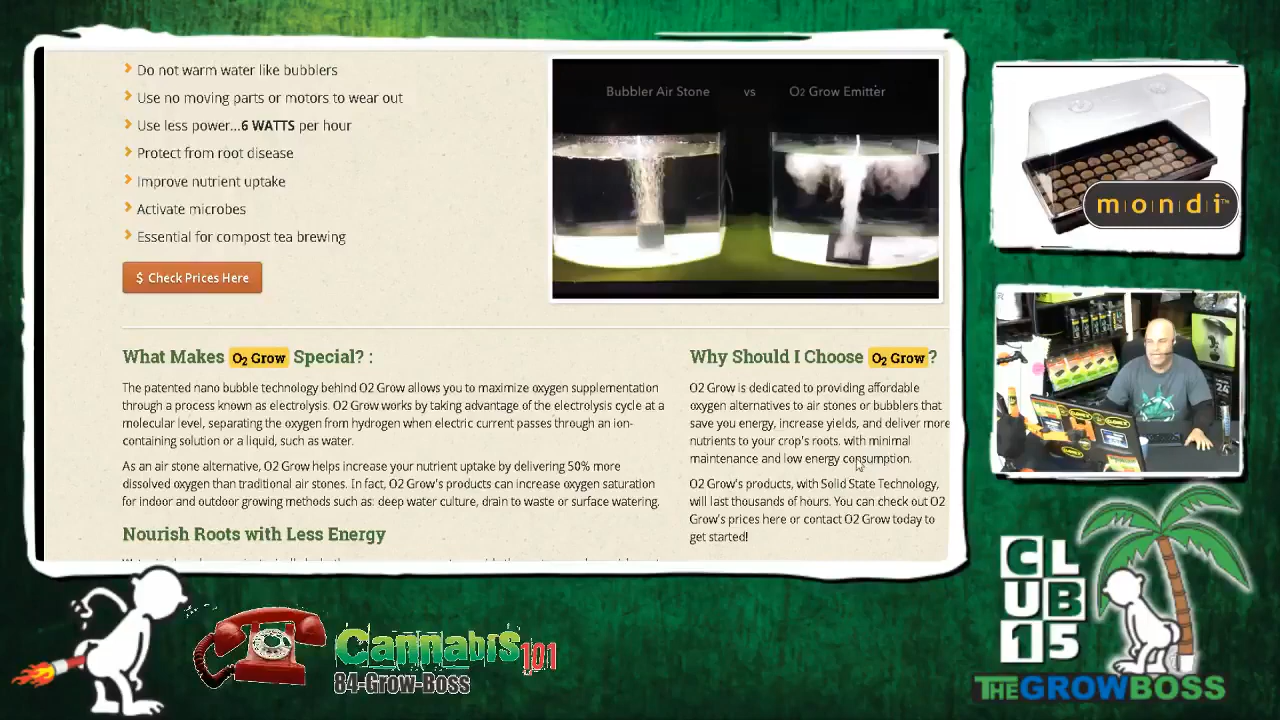 Do not warm water like bubblers
Use no moving parts or motors to wear out
Use less power...6 WATTS per hour
Protect from root disease
Improve nutrient uptake
Activate microbes
Essential for compost tea brewing
$ Check Prices Here
Bubbler Air Stone vs O2 Grow Emitter
What Makes O2 Grow Special? :
The patented nano bubble technology behind O2 Grow allows you to maximize oxygen supplementation
through a process known as electrolysis. O2 Grow works by taking advantage of the electrolysis cycle at a
molecular level, separating the oxygen from hydrogen when electric current passes through an ion-
containing solution or a liquid, such as water.
As an air stone alternative, O2 Grow helps increase your nutrient uptake by delivering 50% more
dissolved oxygen than traditional air stones. In fact, O2 Grow's products can increase oxygen saturation
for indoor and outdoor growing methods such as: deep water culture, drain to waste or surface watering.
Nourish Roots with Less Energy
Why Should I Choose O2 Grow?
O2 Grow is dedicated to providing affordable
oxygen alternatives to air stones or bubblers that
save you energy, increase yields, and deliver more
nutrients to your crop's roots. with minimal
maintenance and low energy consumption.
O2 Grow's products, with Solid State Technology,
will last thousands of hours. You can check out O2
Grow's prices here or contact O2 Grow today to
get started!
mondi™
CLUB 15
THEGROWBOSS
Cannabis 101
84-Grow-Boss